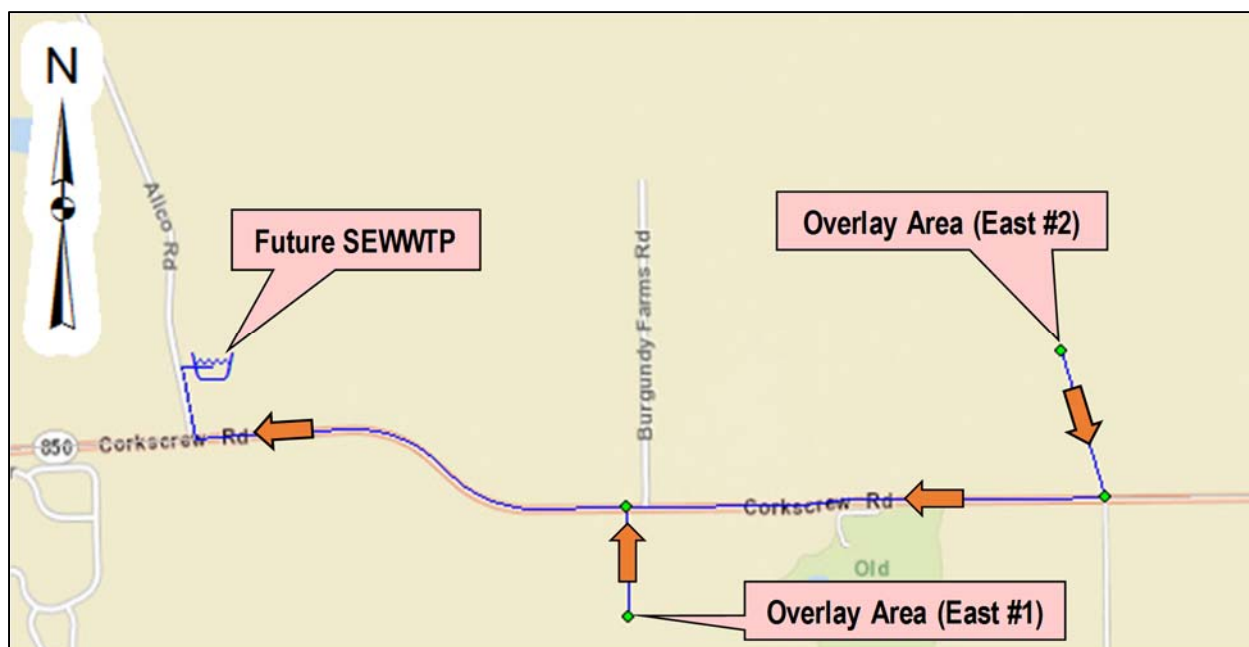 N
Alico Rd
Future SEWWTP
Burgundy Farms Rd
Overlay Area (East #2)
850
Corkscrew Rd
Corkscrew Rd
Old
Overlay Area (East #1)